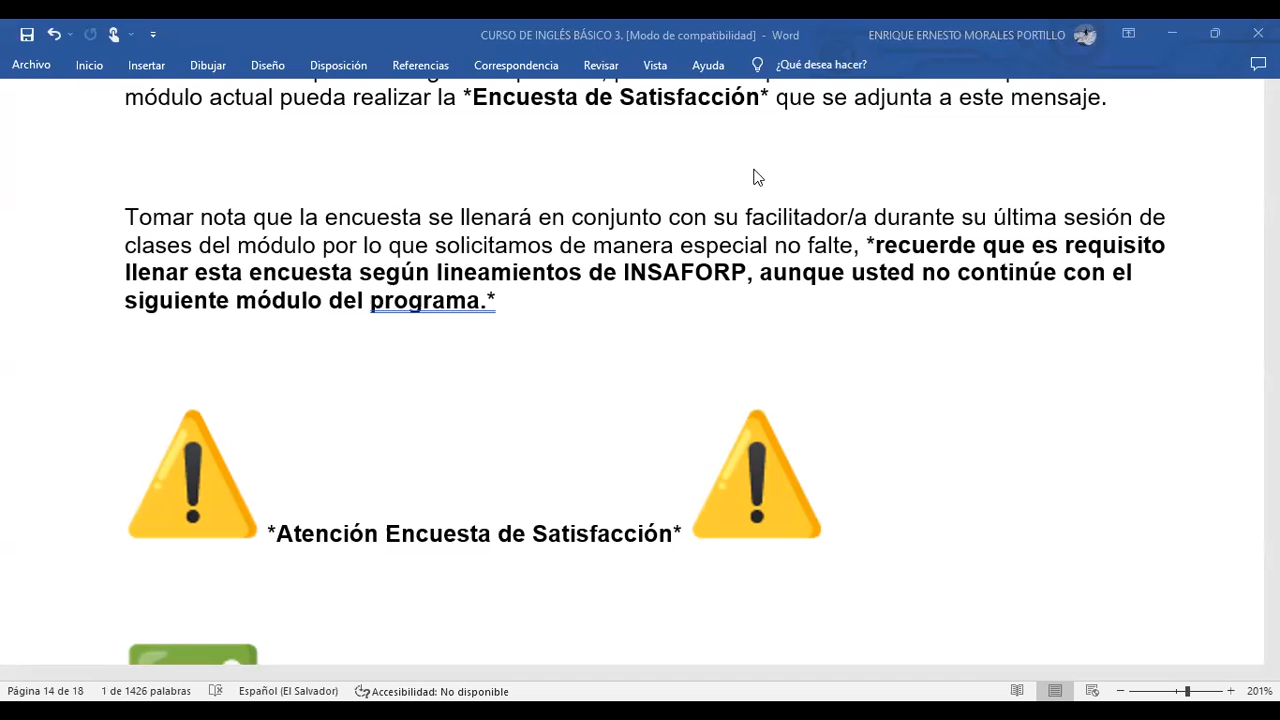 CURSO DE INGLÉS BÁSICO 3. [Modo de compatibilidad] - Word
ENRIQUE ERNESTO MORALES PORTILLO
Archivo Inicio Insertar Dibujar Diseño Disposición Referencias Correspondencia Revisar Vista Ayuda ¿Qué desea hacer?
módulo actual pueda realizar la *Encuesta de Satisfacción* que se adjunta a este mensaje.
Tomar nota que la encuesta se llenará en conjunto con su facilitador/a durante su última sesión de
clases del módulo por lo que solicitamos de manera especial no falte, *recuerde que es requisito
llenar esta encuesta según lineamientos de INSAFORP, aunque usted no continúe con el
siguiente módulo del programa.*
*Atención Encuesta de Satisfacción*
Página 14 de 18 1 de 1426 palabras Español (El Salvador) Accesibilidad: No disponible 201%